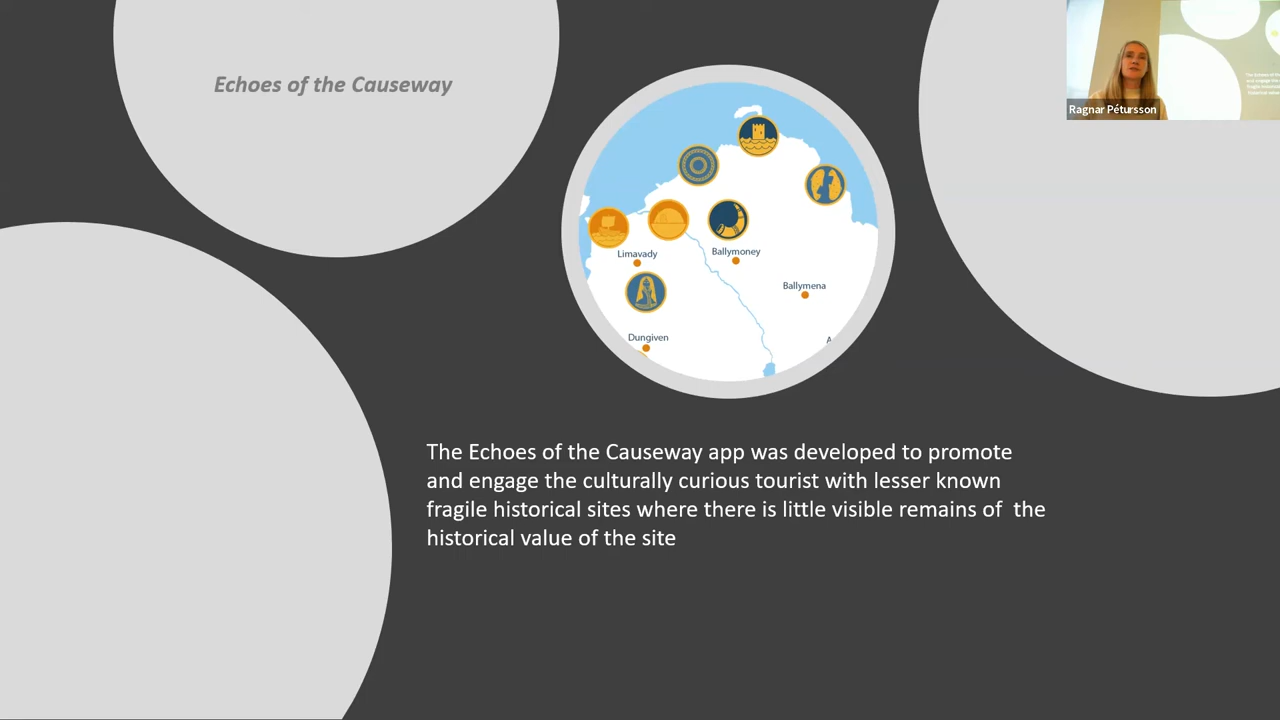 Echoes of the Causeway
Ragnar Pétursson
Limavady
Ballymoney
Ballymena
Dungiven
A
The Echoes of the Causeway app was developed to promote
and engage the culturally curious tourist with lesser known
fragile historical sites where there is little visible remains of the
historical value of the site